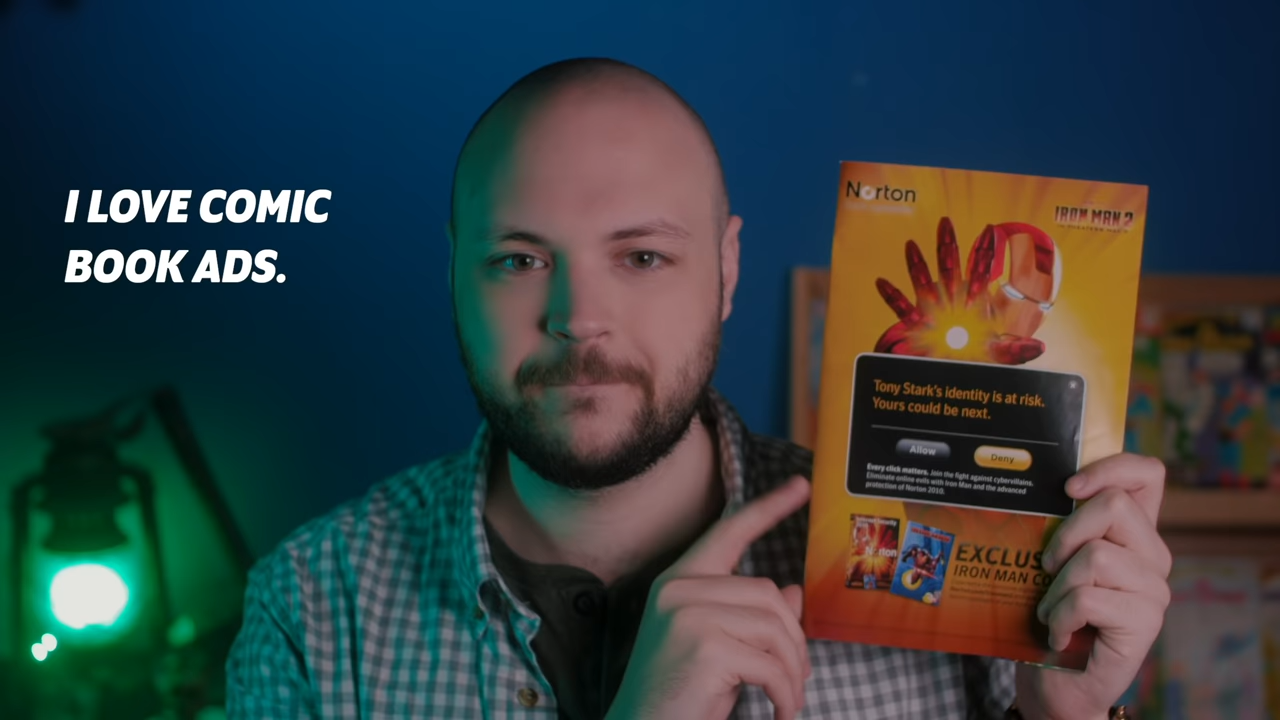 I LOVE COMIC
BOOK ADS.
Norton
IRON MAN 2
Tony Stark's identity is at risk.
Yours could be next.
Allow
Deny
Every click matters. Join the fight against cybervillains.
Eliminate online evils with Iron Man and the advanced
protection of Norton 2010.
Norton
EXCLUS
IRON MAN CO